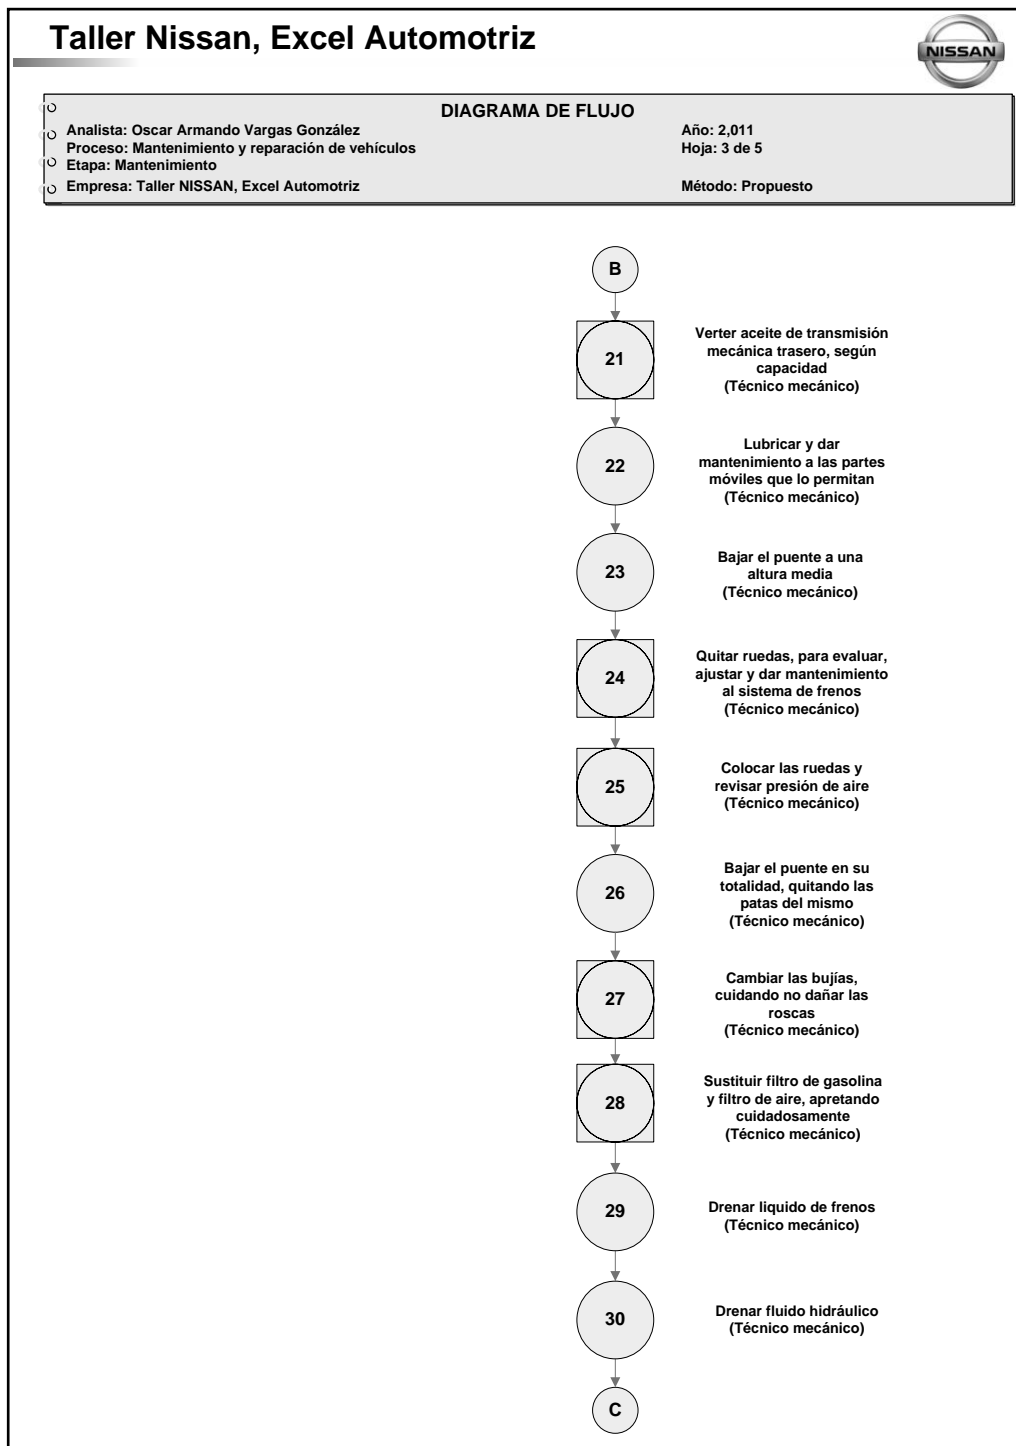 Taller Nissan, Excel Automotriz
NISSAN
DIAGRAMA DE FLUJO
Analista: Oscar Armando Vargas González
Año: 2,011
Proceso: Mantenimiento y reparación de vehículos
Hoja: 3 de 5
Etapa: Mantenimiento
Empresa: Taller NISSAN, Excel Automotriz
Método: Propuesto
B
21
Verter aceite de transmisión
mecánica trasero, según
capacidad
(Técnico mecánico)
22
Lubricar y dar
mantenimiento a las partes
móviles que lo permitan
(Técnico mecánico)
23
Bajar el puente a una
altura media
(Técnico mecánico)
24
Quitar ruedas, para evaluar,
ajustar y dar mantenimiento
al sistema de frenos
(Técnico mecánico)
25
Colocar las ruedas y
revisar presión de aire
(Técnico mecánico)
26
Bajar el puente en su
totalidad, quitando las
patas del mismo
(Técnico mecánico)
27
Cambiar las bujías,
cuidando no dañar las
roscas
(Técnico mecánico)
28
Sustituir filtro de gasolina
y filtro de aire, apretando
cuidadosamente
(Técnico mecánico)
29
Drenar liquido de frenos
(Técnico mecánico)
30
Drenar fluido hidráulico
(Técnico mecánico)
C